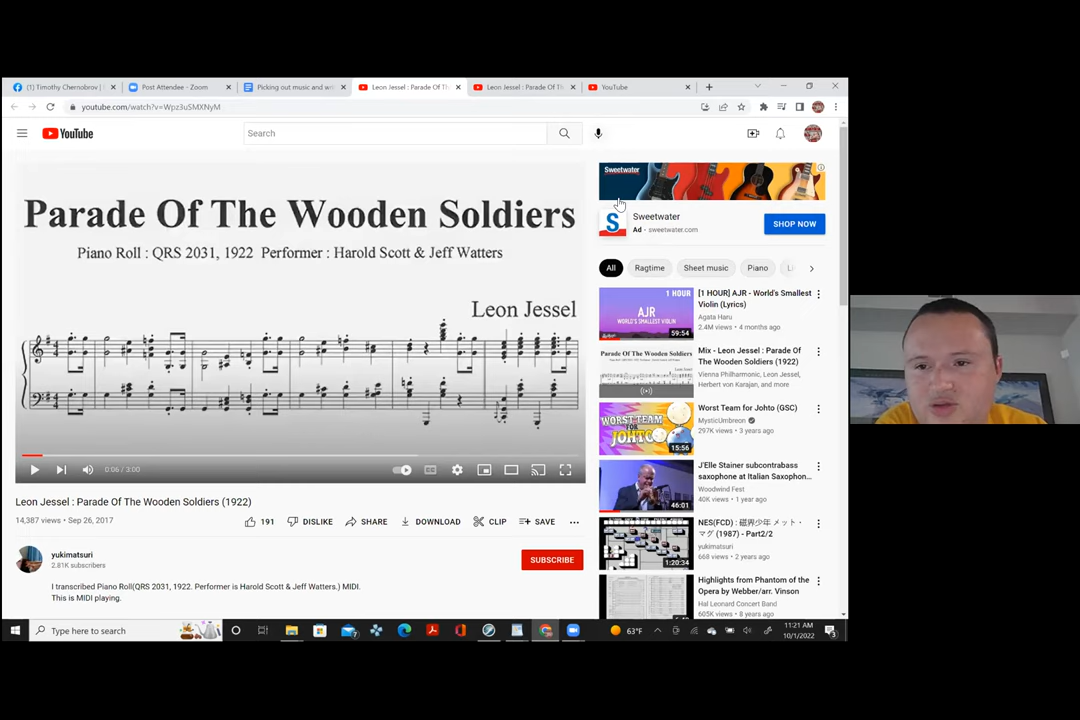 (1) Timothy Chernobrov |
Post Attendee - Zoom
Picking out music and wri
Leon Jessel : Parade Of Th
Leon Jessel : Parade Of Th
YouTube
youtube.com/watch?v=Wpz3uSMXNyM
YouTube
Search
Parade Of The Wooden Soldiers
Piano Roll : QRS 2031, 1922 Performer : Harold Scott & Jeff Watters
Leon Jessel
0:06 / 3:00
Leon Jessel : Parade Of The Wooden Soldiers (1922)
14,387 views • Sep 26, 2017
191
DISLIKE
SHARE
DOWNLOAD
CLIP
SAVE
yukimatsuri
2.81K subscribers
SUBSCRIBE
I transcribed Piano Roll(QRS 2031, 1922. Performer is Harold Scott & Jeff Watters.) MIDI.
This is MIDI playing.
Sweetwater
Sweetwater
Ad • sweetwater.com
SHOP NOW
All
Ragtime
Sheet music
Piano
1 HOUR
AJR
WORLD'S SMALLEST
VIOLIN
59:54
[1 HOUR] AJR - World's Smallest
Violin (Lyrics)
Agata Haru
2.4M views • 4 months ago
Parade Of The Wooden Soldiers
Mix - Leon Jessel : Parade Of
The Wooden Soldiers (1922)
Vienna Philharmonic, Leon Jessel,
Herbert von Karajan, and more
WORST TEAM
FOR
JOHTO
15:56
Worst Team for Johto (GSC)
MysticUmbreon
297K views • 3 years ago
46:01
J'Elle Stainer subcontrabass
saxophone at Italian Saxophon...
Woodwind Fest
40K views • 1 year ago
1:20:34
NES(FCD) : 磁界少年 メット・
マグ (1987) - Part2/2
yukimatsuri
668 views • 2 years ago
Highlights from Phantom of the
Opera by Webber/arr. Vinson
Hal Leonard Concert Band
605K views • 8 years ago
Type here to search
63°F
11:21 AM
10/1/2022